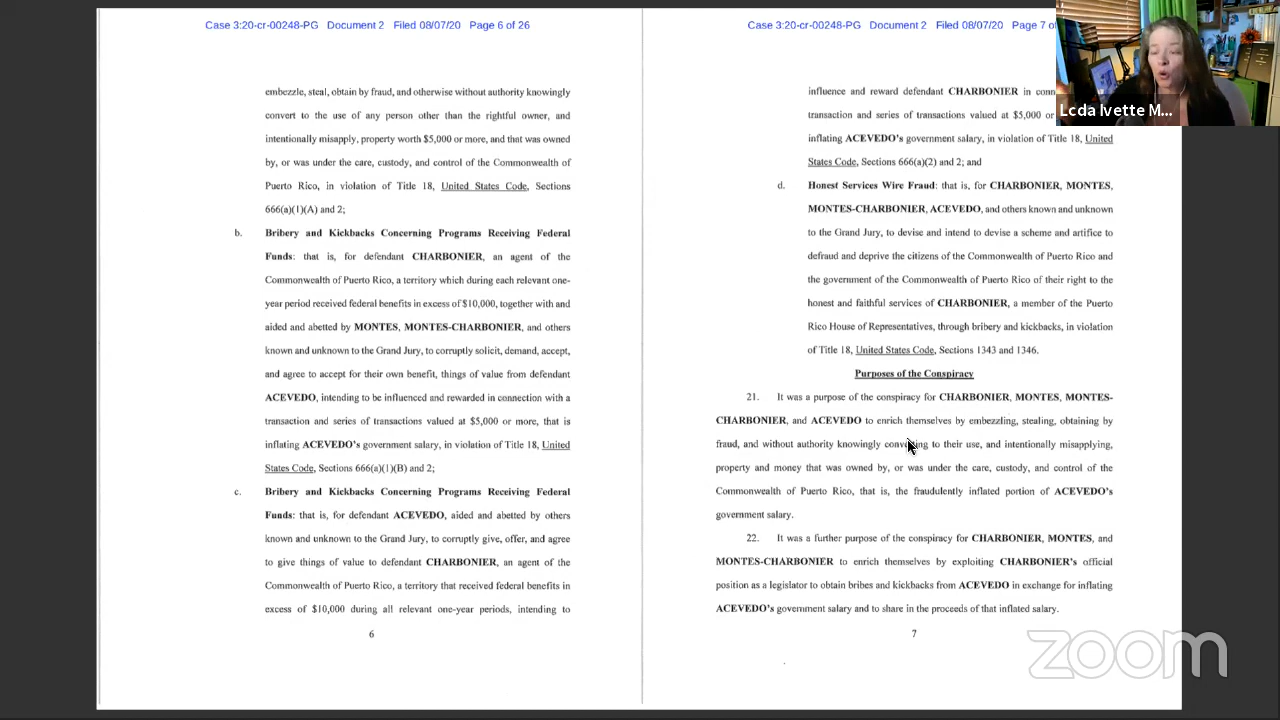 Case 3:20-cr-00248-PG Document 2 Filed 08/07/20 Page 6 of 26
embezzle, steal, obtain by fraud, and otherwise without authority knowingly
convert to the use of any person other than the rightful owner, and
intentionally misapply, property worth $5,000 or more, and that was owned
by, or was under the care, custody, and control of the Commonwealth of
Puerto Rico, in violation of Title 18, United States Code, Sections
666(a)(1)(A) and 2;
b. Bribery and Kickbacks Concerning Programs Receiving Federal
Funds: that is, for defendant CHARBONIER, an agent of the
Commonwealth of Puerto Rico, a territory which during each relevant one-
year period received federal benefits in excess of $10,000, together with and
aided and abetted by MONTES, MONTES-CHARBONIER, and others
known and unknown to the Grand Jury, to corruptly solicit, demand, accept,
and agree to accept for their own benefit, things of value from defendant
ACEVEDO, intending to be influenced and rewarded in connection with a
transaction and series of transactions valued at $5,000 or more, that is
inflating ACEVEDO's government salary, in violation of Title 18, United
States Code, Sections 666(a)(1)(B) and 2;
c. Bribery and Kickbacks Concerning Programs Receiving Federal
Funds: that is, for defendant ACEVEDO, aided and abetted by others
known and unknown to the Grand Jury, to corruptly give, offer, and agree
to give things of value to defendant CHARBONIER, an agent of the
Commonwealth of Puerto Rico, a territory that received federal benefits in
excess of $10,000 during all relevant one-year periods, intending to
6
Case 3:20-cr-00248-PG Document 2 Filed 08/07/20 Page 7
influence and reward defendant CHARBONIER in
transaction and series of transactions valued at $5,000
inflating ACEVEDO's government salary, in violation of Title 18, United
States Code, Sections 666(a)(2) and 2; and
d. Honest Services Wire Fraud: that is, for CHARBONIER, MONTES,
MONTES-CHARBONIER, ACEVEDO, and others known and unknown
to the Grand Jury, to devise and intend to devise a scheme and artifice to
defraud and deprive the citizens of the Commonwealth of Puerto Rico and
the government of the Commonwealth of Puerto Rico of their right to the
honest and faithful services of CHARBONIER, a member of the Puerto
Rico House of Representatives, through bribery and kickbacks, in violation
of Title 18, United States Code, Sections 1343 and 1346.
Purposes of the Conspiracy
21. It was a purpose of the conspiracy for CHARBONIER, MONTES, MONTES-
CHARBONIER, and ACEVEDO to enrich themselves by embezzling, stealing, obtaining by
fraud, and without authority knowingly converting to their use, and intentionally misapplying,
property and money that was owned by, or was under the care, custody, and control of the
Commonwealth of Puerto Rico, that is, the fraudulently inflated portion of ACEVEDO's
government salary.
22. It was a further purpose of the conspiracy for CHARBONIER, MONTES, and
MONTES-CHARBONIER to enrich themselves by exploiting CHARBONIER's official
position as a legislator to obtain bribes and kickbacks from ACEVEDO in exchange for inflating
ACEVEDO's government salary and to share in the proceeds of that inflated salary.
7
Lcda Ivette M...
zoom